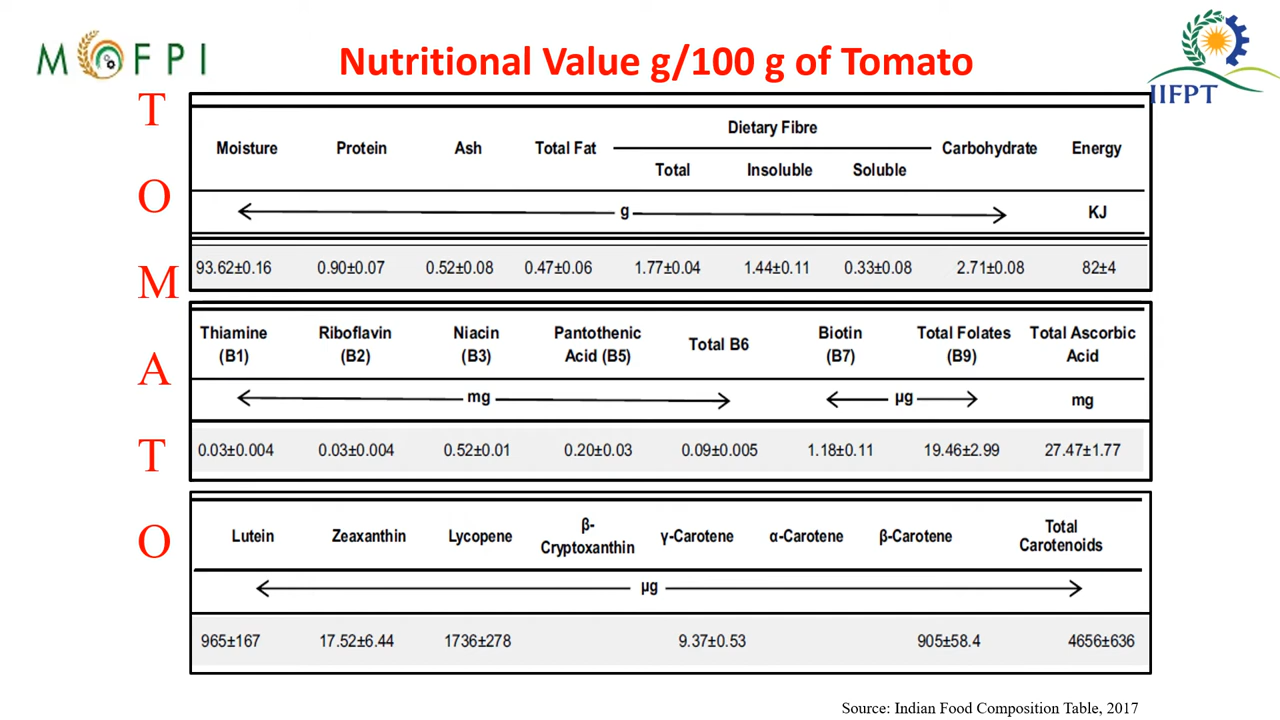 MOFPI
Nutritional Value g/100 g of Tomato
IIFPT
T
O
M
A
T
O
Dietary Fibre
Moisture Protein Ash Total Fat Carbohydrate Energy
Total Insoluble Soluble
g KJ
93.62±0.16 0.90±0.07 0.52±0.08 0.47±0.06 1.77±0.04 1.44±0.11 0.33±0.08 2.71±0.08 82±4
Thiamine Riboflavin Niacin Pantothenic Total B6 Biotin Total Folates Total Ascorbic
(B1) (B2) (B3) Acid (B5) (B7) (B9) Acid
mg µg mg
0.03±0.004 0.03±0.004 0.52±0.01 0.20±0.03 0.09±0.005 1.18±0.11 19.46±2.99 27.47±1.77
Lutein Zeaxanthin Lycopene β- γ-Carotene α-Carotene β-Carotene Total
Cryptoxanthin Carotenoids
µg
965±167 17.52±6.44 1736±278 9.37±0.53 905±58.4 4656±636
Source: Indian Food Composition Table, 2017